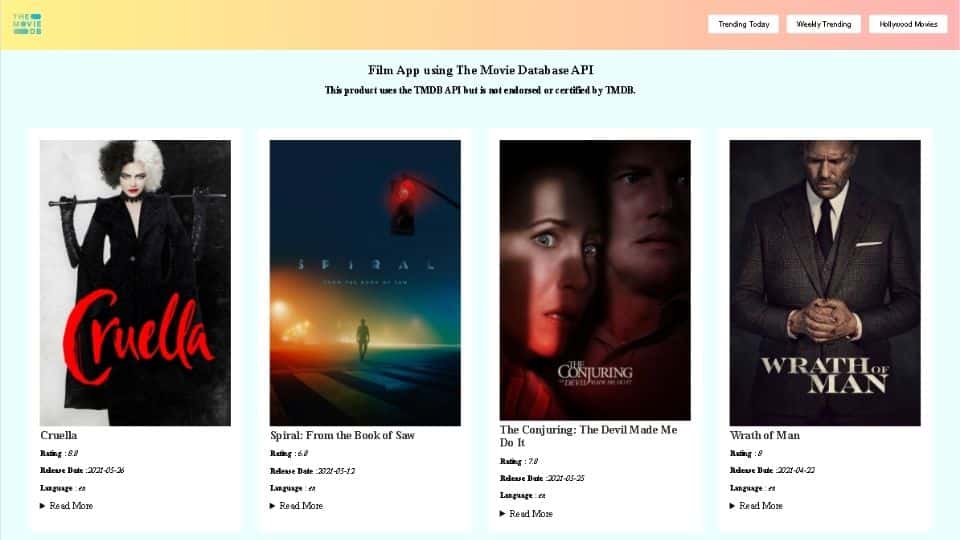 THE
MOVIE
DB
Trending Today
Weekly Trending
Hollywood Movies
Film App using The Movie Database API
This product uses the TMDB API but is not endorsed or certified by TMDB.
Cruella
SPIRAL
FROM THE BOOK OF SAW
THE
CONJURING
THE DEVIL MADE ME DO IT
WRATH OF
MAN
Cruella
Rating : 8.8
Release Date :2021-05-26
Language : en
▶ Read More
Spiral: From the Book of Saw
Rating : 6.8
Release Date :2021-05-12
Language : en
▶ Read More
The Conjuring: The Devil Made Me
Do It
Rating : 7.8
Release Date :2021-05-25
Language : en
▶ Read More
Wrath of Man
Rating : 8
Release Date :2021-04-22
Language : en
▶ Read More